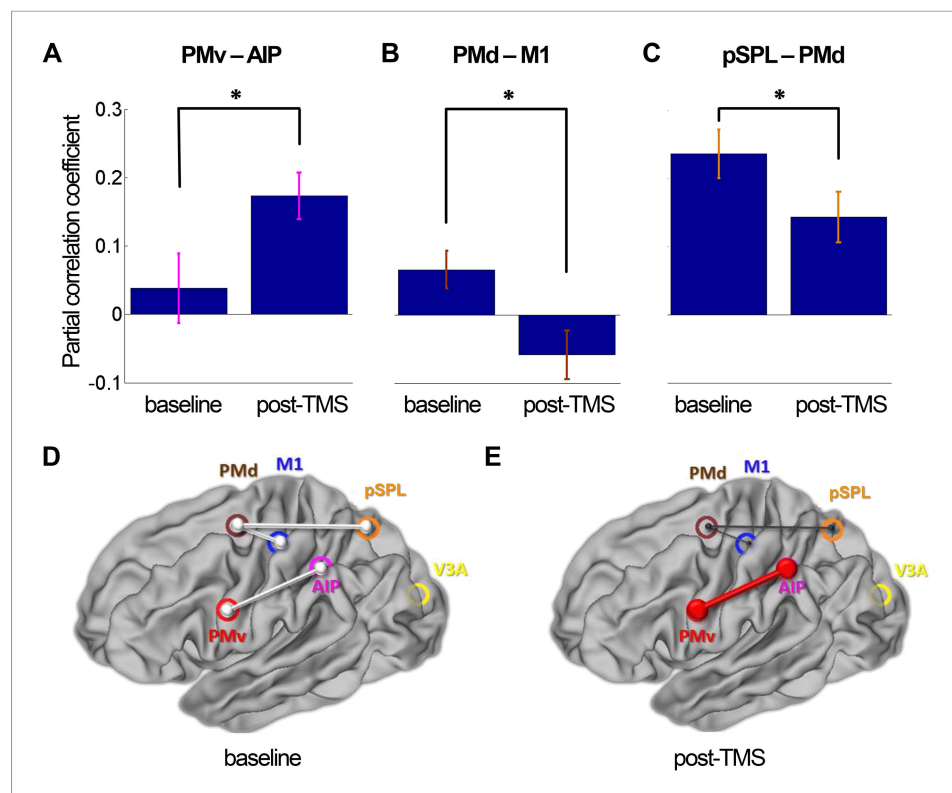 A PMv – AIP B PMd – M1 C pSPL – PMd
* * *
Partial correlation coefficient
0.3
0.2
0.1
0
-0.1
baseline post-TMS baseline post-TMS baseline post-TMS
D E
PMd M1 pSPL PMd M1 pSPL
V3A V3A
AIP AIP
PMv PMv
baseline post-TMS